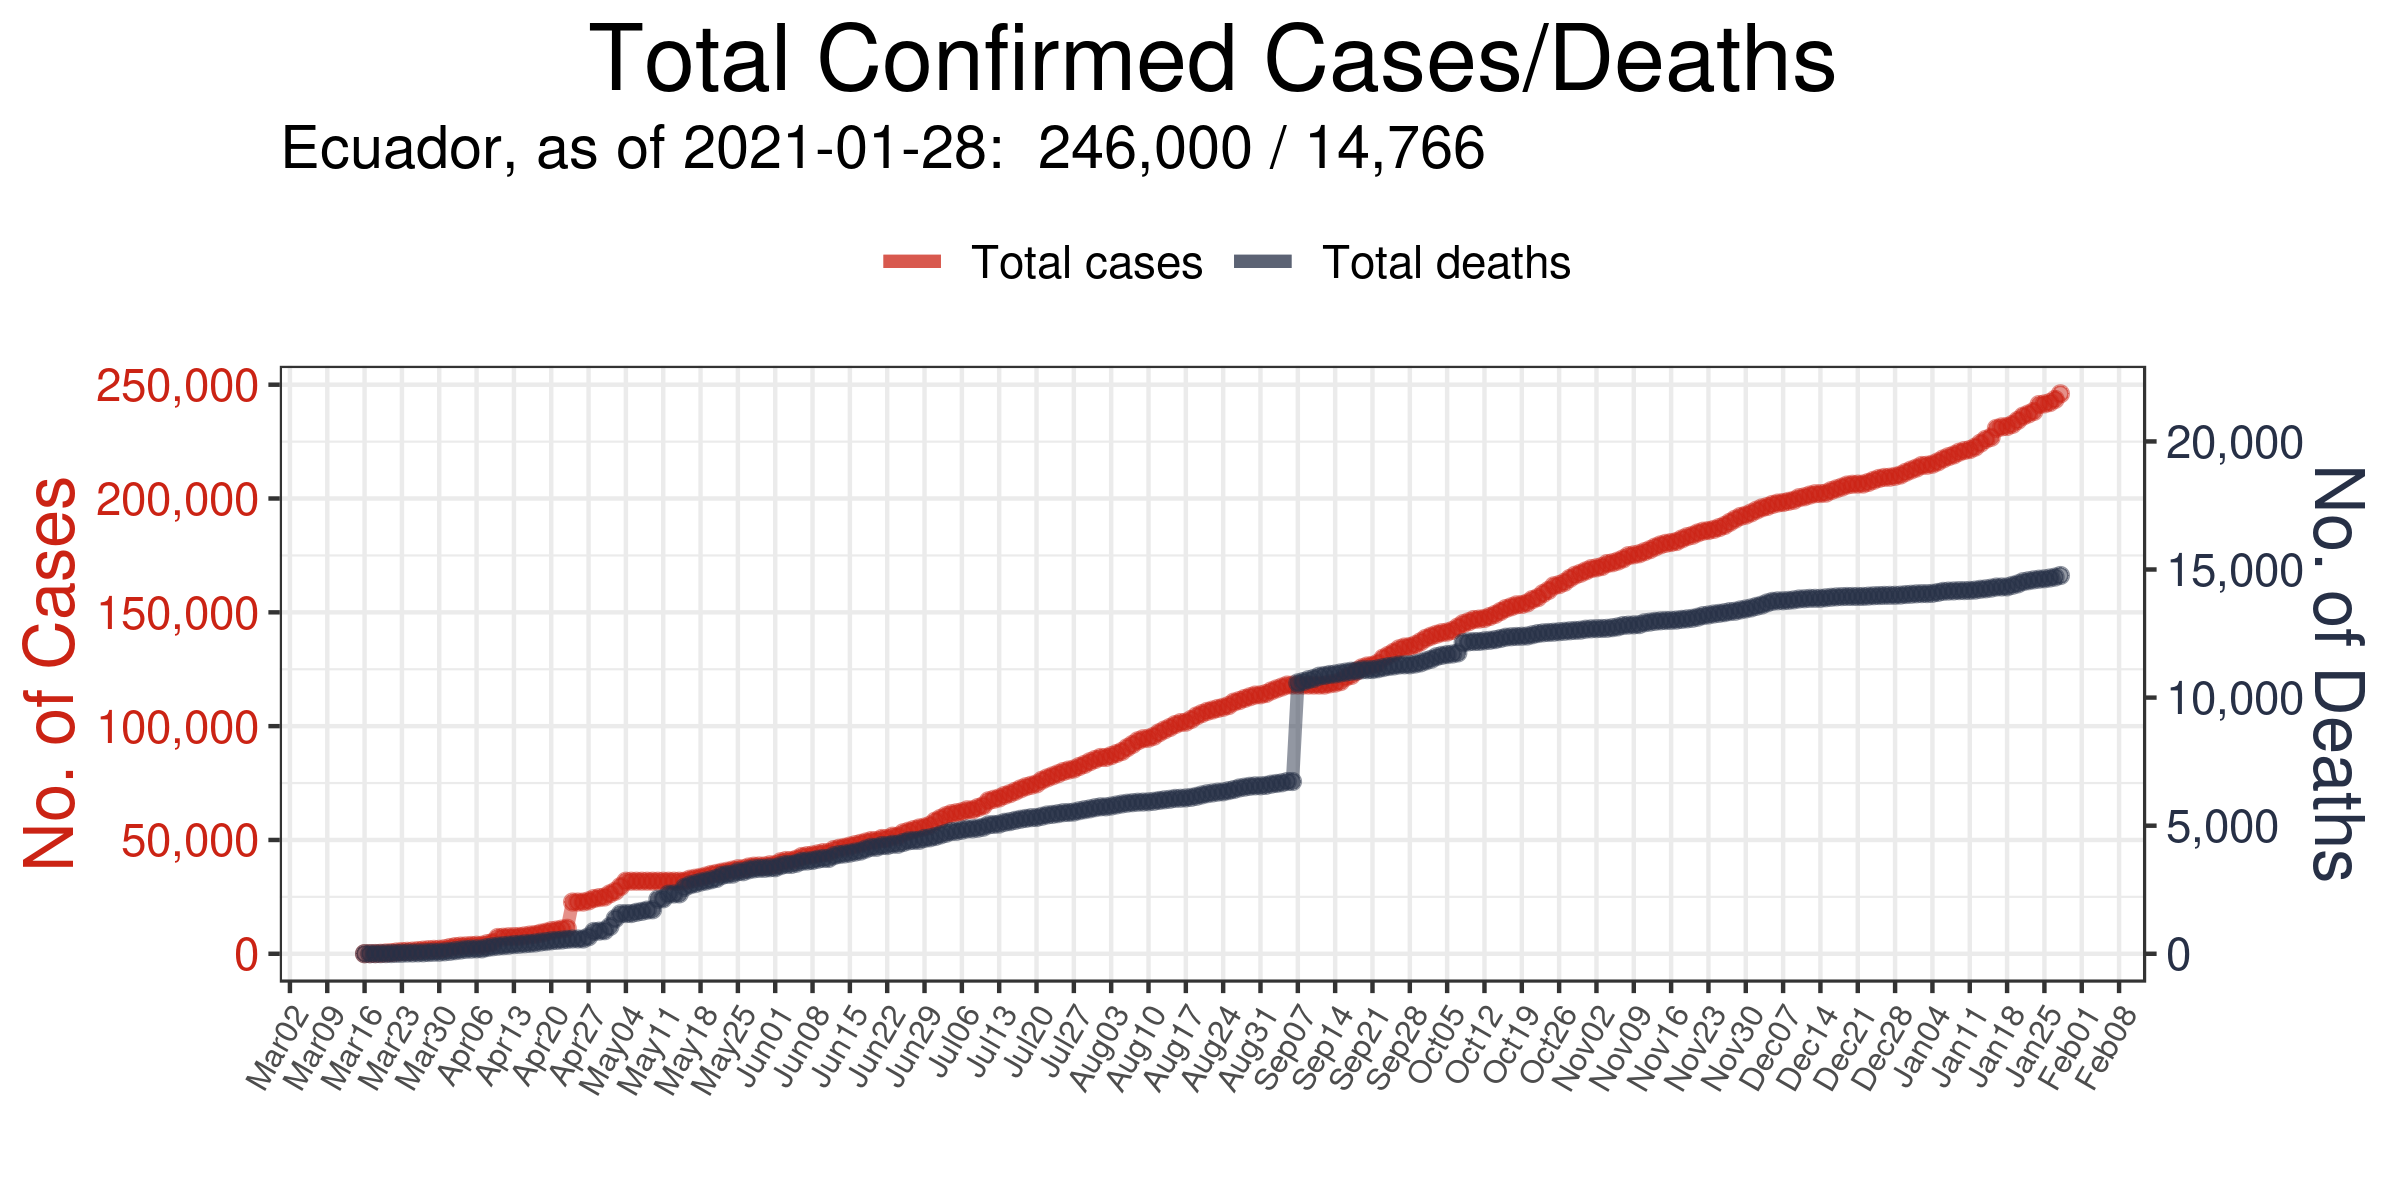 Total Confirmed Cases/Deaths
Ecuador, as of 2021-01-28:  246,000 / 14,766
Total cases
Total deaths
No. of Cases
250,000
200,000
150,000
100,000
50,000
0
20,000
15,000
10,000
5,000
0
No. of Deaths
Mar02
Mar09
Mar16
Mar23
Mar30
Apr06
Apr13
Apr20
Apr27
May04
May11
May18
May25
Jun01
Jun08
Jun15
Jun22
Jun29
Jul06
Jul13
Jul20
Jul27
Aug03
Aug10
Aug17
Aug24
Aug31
Sep07
Sep14
Sep21
Sep28
Oct05
Oct12
Oct19
Oct26
Nov02
Nov09
Nov16
Nov23
Nov30
Dec07
Dec14
Dec21
Dec28
Jan04
Jan11
Jan18
Jan25
Feb01
Feb08